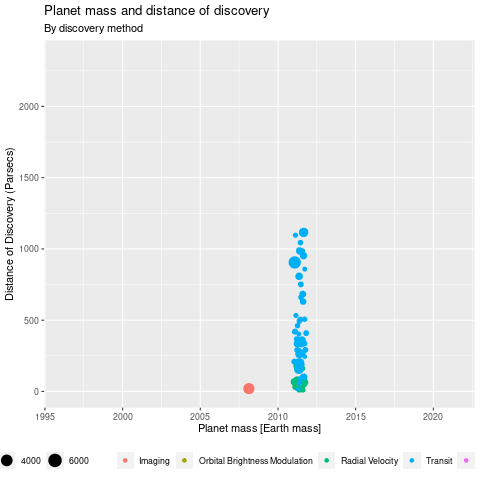 Planet mass and distance of discovery
By discovery method
Distance of Discovery (Parsecs)
2000
1500
1000
500
0
1995
2000
2005
2010
2015
2020
Planet mass [Earth mass]
4000
6000
Imaging
Orbital Brightness Modulation
Radial Velocity
Transit